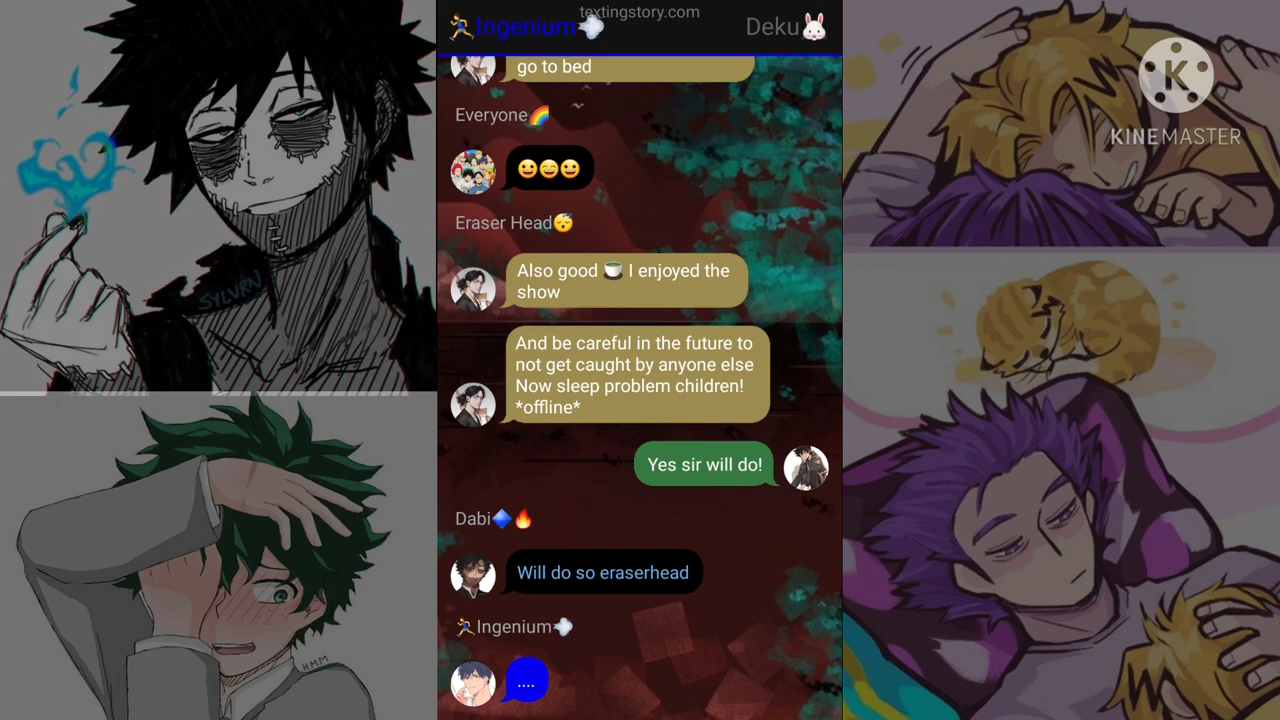 textingstory.com
🏃‍♂️Ingenium💨
Deku🐰
go to bed
Everyone🌈
😀😅😀
Eraser Head😴
Also good ☕ I enjoyed the
show
And be careful in the future to
not get caught by anyone else
Now sleep problem children!
*offline*
Yes sir will do!
Dabi🔷🔥
Will do so eraserhead
🏃‍♂️Ingenium💨
....
SYLVRN
H.M.M
K
KINEMASTER